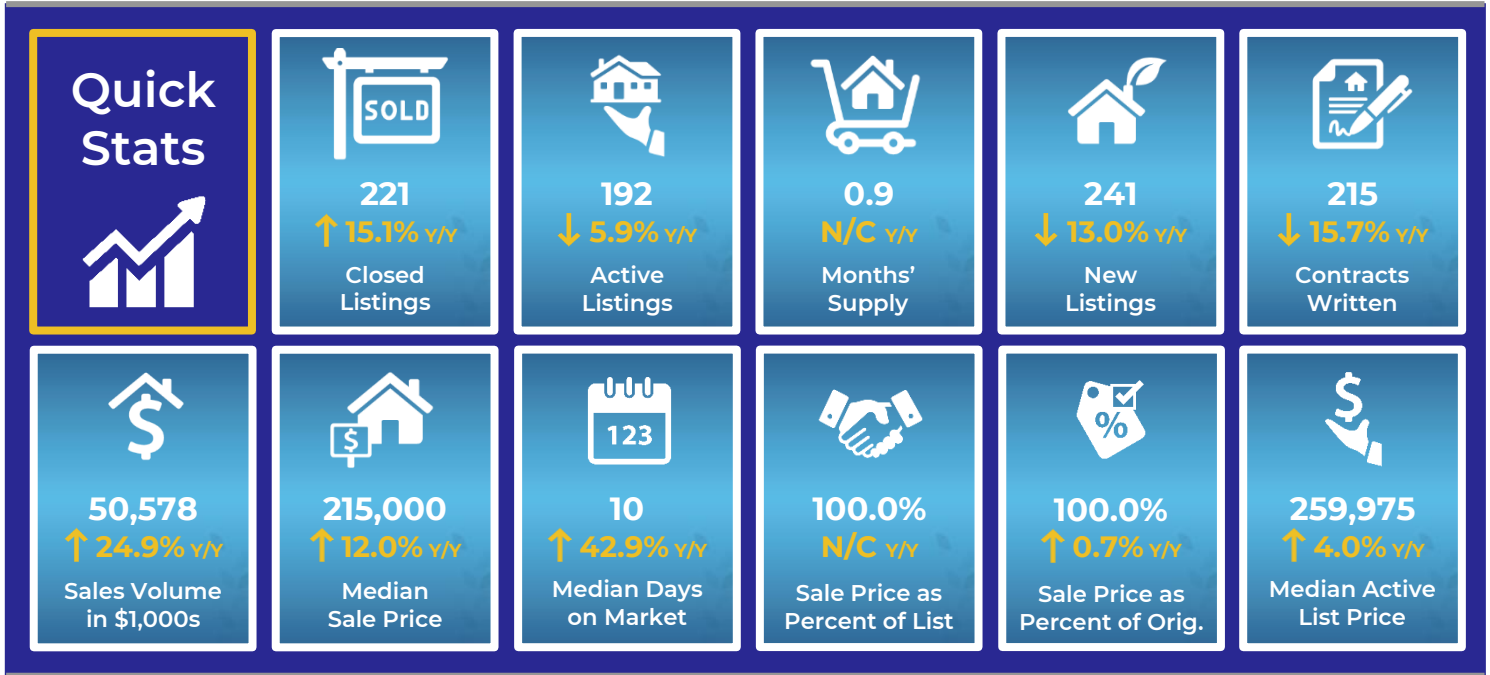 Quick
Stats
SOLD
221
↑ 15.1% Y/Y
Closed
Listings
192
↓ 5.9% Y/Y
Active
Listings
0.9
N/C Y/Y
Months’
Supply
241
↓ 13.0% Y/Y
New
Listings
215
↓ 15.7% Y/Y
Contracts
Written
$
50,578
↑ 24.9% Y/Y
Sales Volume
in $1,000s
$
215,000
↑ 12.0% Y/Y
Median
Sale Price
123
10
↑ 42.9% Y/Y
Median Days
on Market
100.0%
N/C Y/Y
Sale Price as
Percent of List
%
100.0%
↑ 0.7% Y/Y
Sale Price as
Percent of Orig.
$
259,975
↑ 4.0% Y/Y
Median Active
List Price